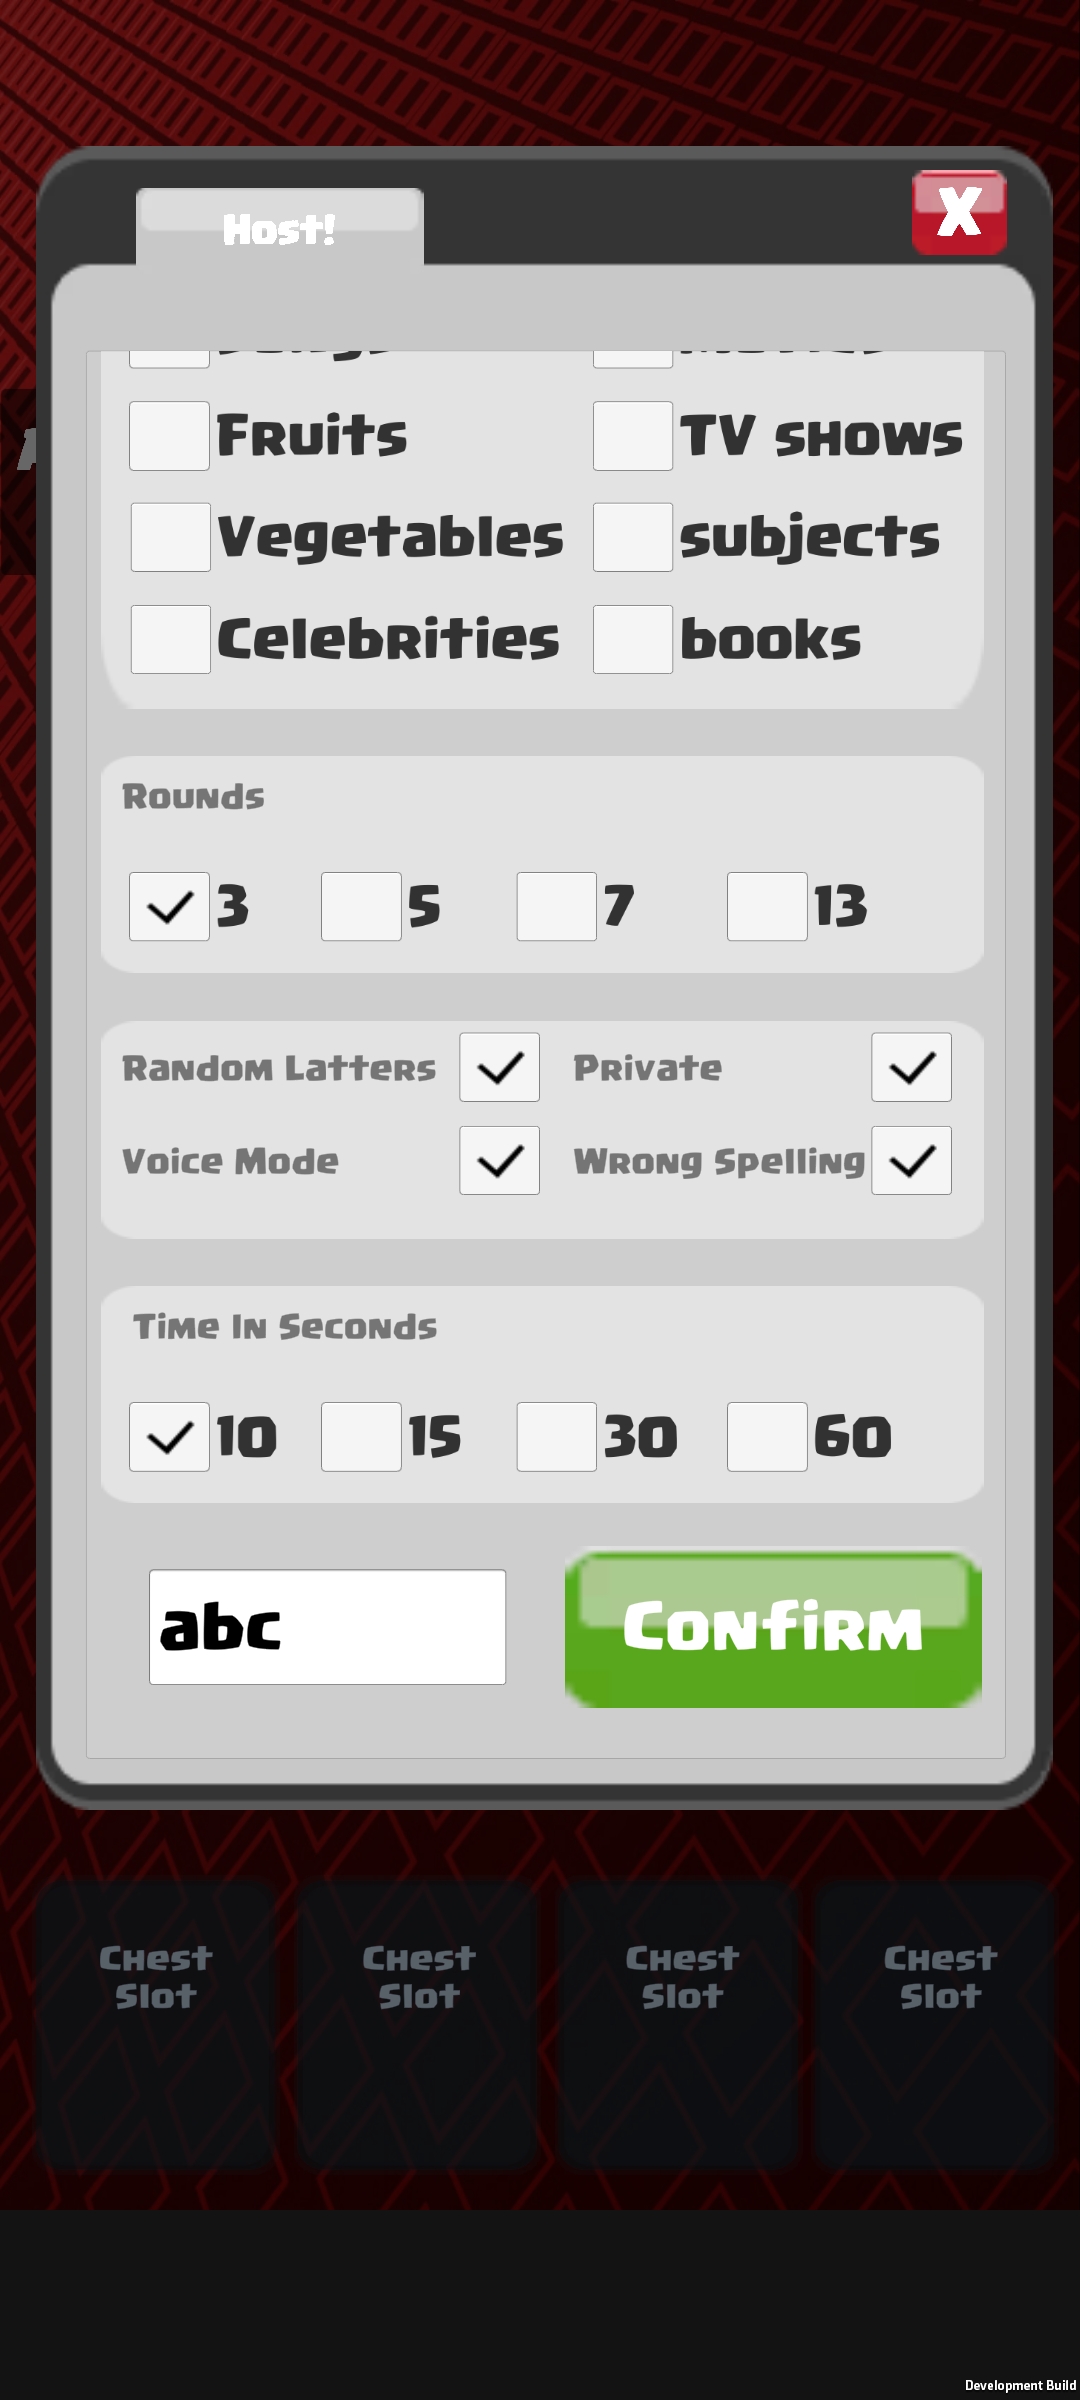 Host!
X
Fruits
TV shows
Vegetables
subjects
Celebrities
books
Rounds
3
5
7
13
Random Latters
Private
Voice Mode
Wrong Spelling
Time In Seconds
10
15
30
60
abc
Confirm
Chest
Slot
Chest
Slot
Chest
Slot
Chest
Slot
Development Build